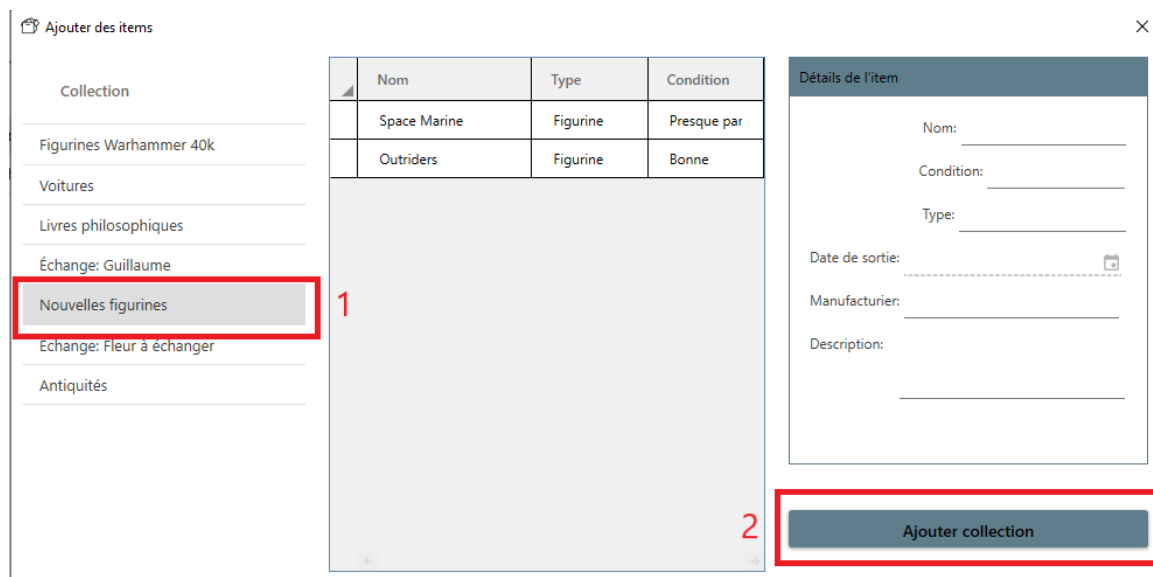 Ajouter des items
Collection
Figurines Warhammer 40k
Voitures
Livres philosophiques
Échange: Guillaume
Nouvelles figurines
Échange: Fleur à échanger
Antiquités
1
Nom Type Condition
Space Marine Figurine Presque par
Outriders Figurine Bonne
Détails de l'item
Nom:
Condition:
Type:
Date de sortie:
Manufacturier:
Description:
2
Ajouter collection